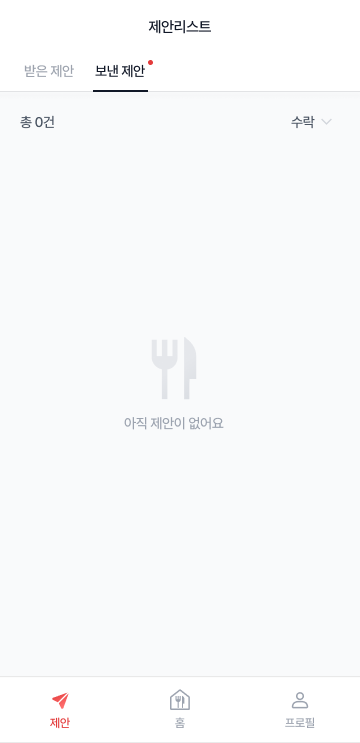 제안리스트
받은 제안 보낸 제안
총 0건 수락
아직 제안이 없어요
제안 홈 프로필